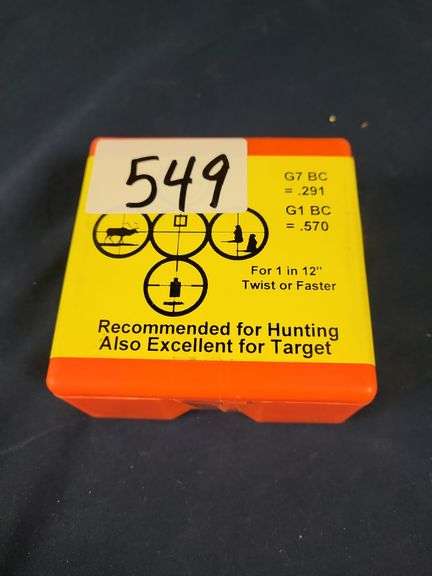 549
G7 BC
= .291
G1 BC
= .570
For 1 in 12"
Twist or Faster
Recommended for Hunting
Also Excellent for Target